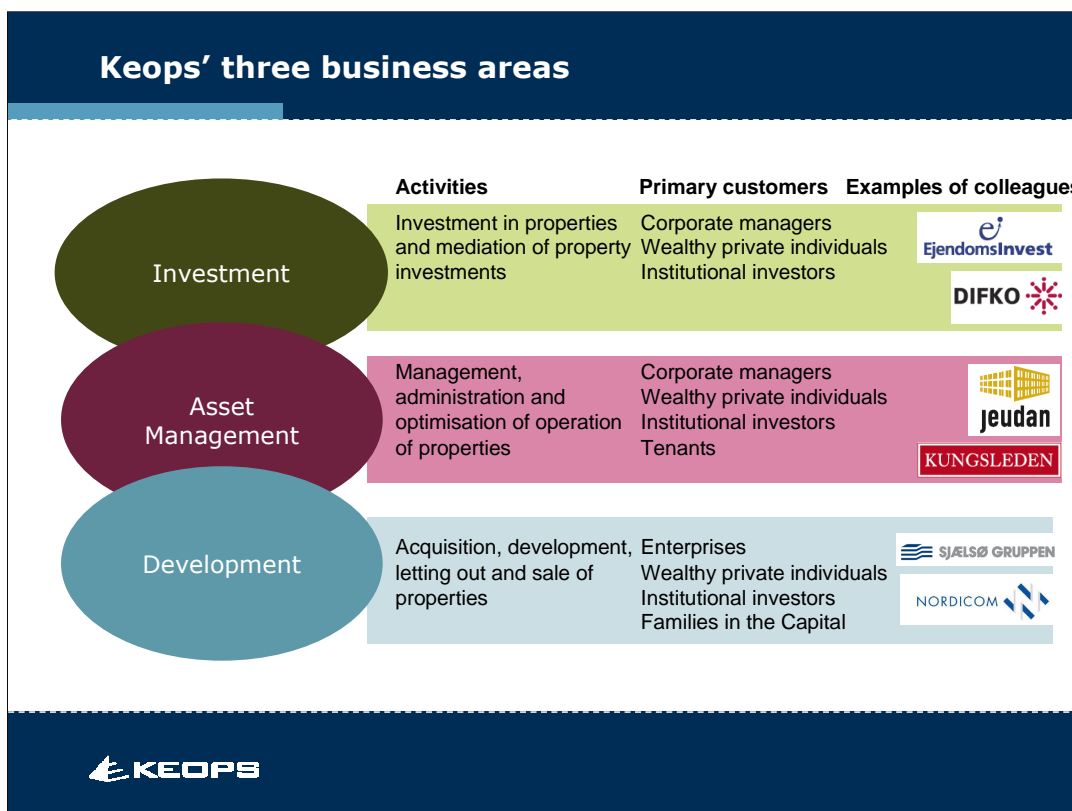 Keops’ three business areas
Activities
Primary customers
Examples of colleagues
Investment
Investment in properties
and mediation of property
investments
Corporate managers
Wealthy private individuals
Institutional investors
ei
EjendomsInvest
DIFKO
Asset
Management
Management,
administration and
optimisation of operation
of properties
Corporate managers
Wealthy private individuals
Institutional investors
Tenants
jeudan
KUNGSLEDEN
Development
Acquisition, development,
letting out and sale of
properties
Enterprises
Wealthy private individuals
Institutional investors
Families in the Capital
SJÆLSØ GRUPPEN
NORDICOM
KEOPS